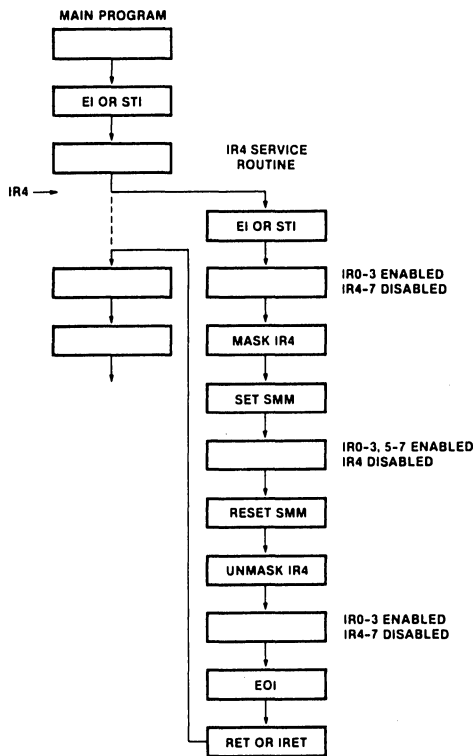 MAIN PROGRAM
EI OR STI
IR4 SERVICE
ROUTINE
IR4
EI OR STI
IR0-3 ENABLED
IR4-7 DISABLED
MASK IR4
SET SMM
IR0-3, 5-7 ENABLED
IR4 DISABLED
RESET SMM
UNMASK IR4
IR0-3 ENABLED
IR4-7 DISABLED
EOI
RET OR IRET